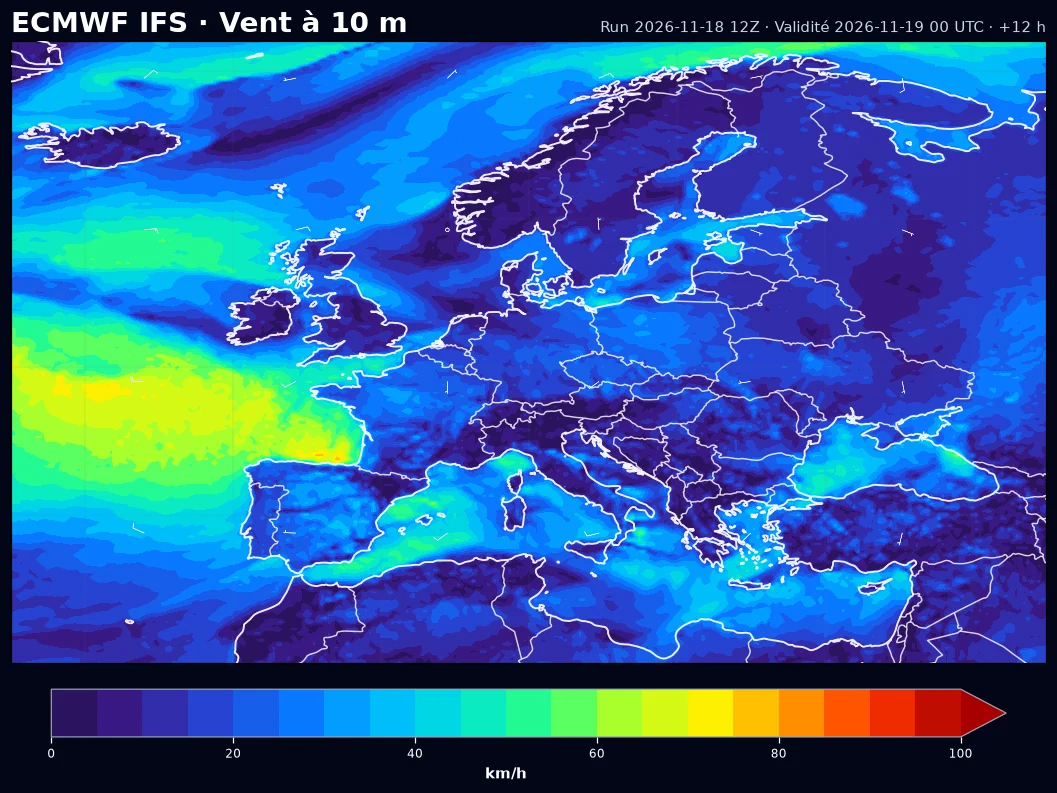 ECMWF IFS · Vent à 10 m
Run 2026-11-18 12Z · Validité 2026-11-19 00 UTC · +12 h
0 20 40 60 80 100
km/h